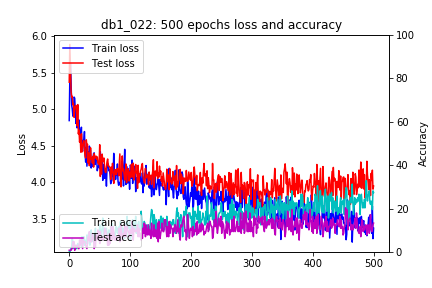 db1_022: 500 epochs loss and accuracy
Train loss
Test loss
Train acc
Test acc
Loss
Accuracy
6.0
5.5
5.0
4.5
4.0
3.5
100
80
60
40
20
0
0
100
200
300
400
500